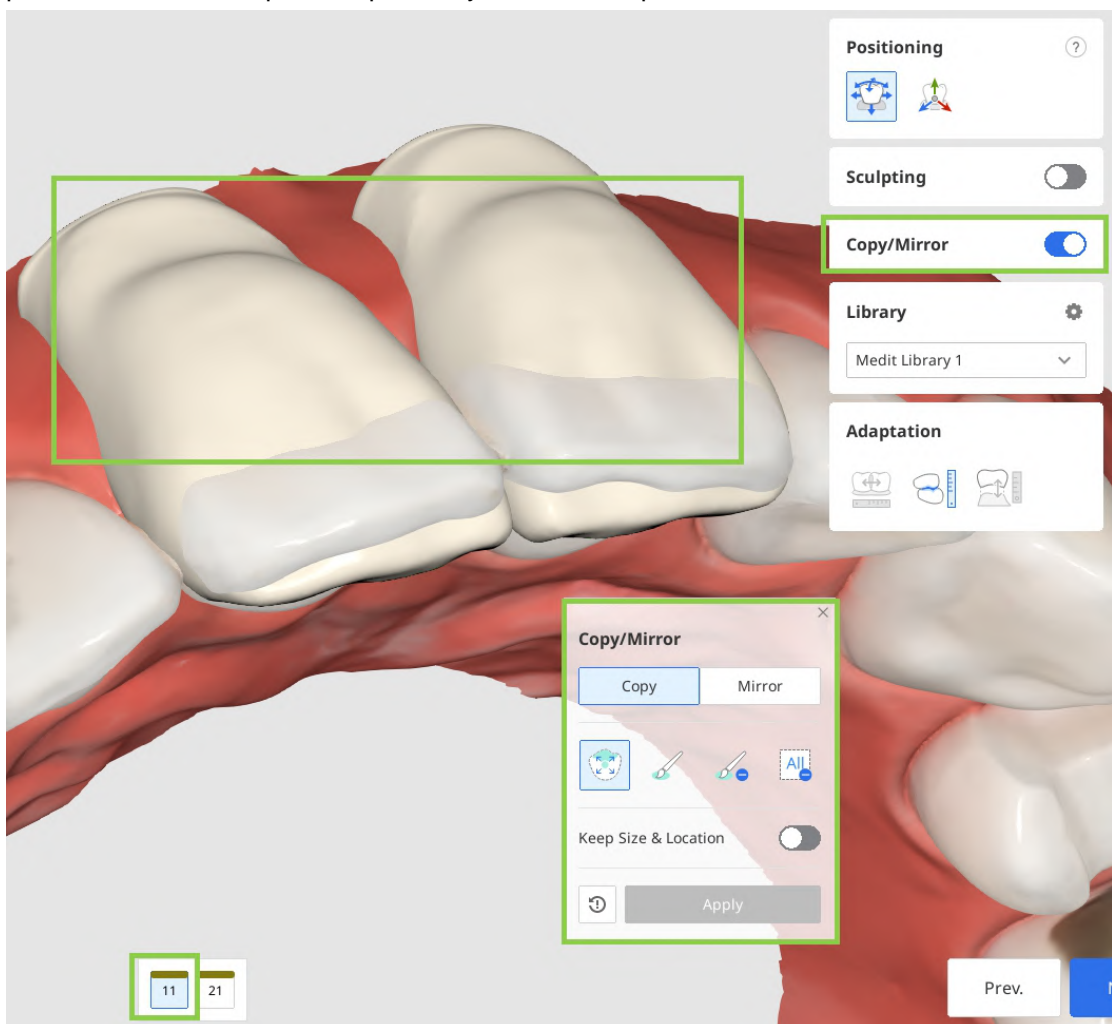 Positioning
?
Sculpting
Copy/Mirror
Library
Medit Library 1
Adaptation
Copy/Mirror
Copy Mirror
All
Keep Size & Location
Apply
11 21
Prev.